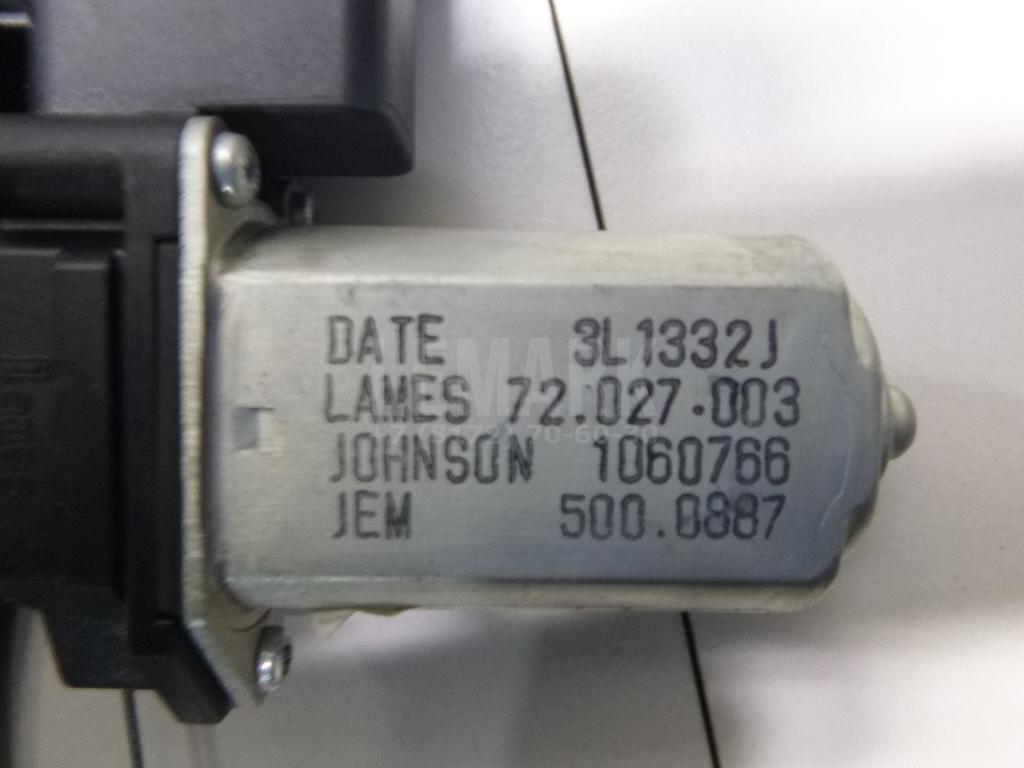 DATE 3L1332J
LAMES 72.027.003
JOHNSON 1060766
JEM 500.0887